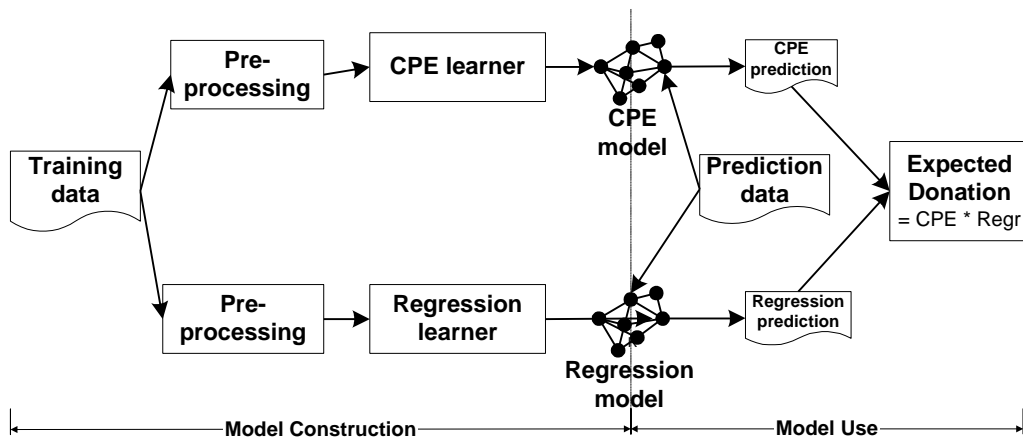 Pre-
processing
CPE learner
CPE
model
CPE
prediction
Training
data
Prediction
data
Expected
Donation
= CPE * Regr
Pre-
processing
Regression
learner
Regression
model
Regression
prediction
Model Construction
Model Use